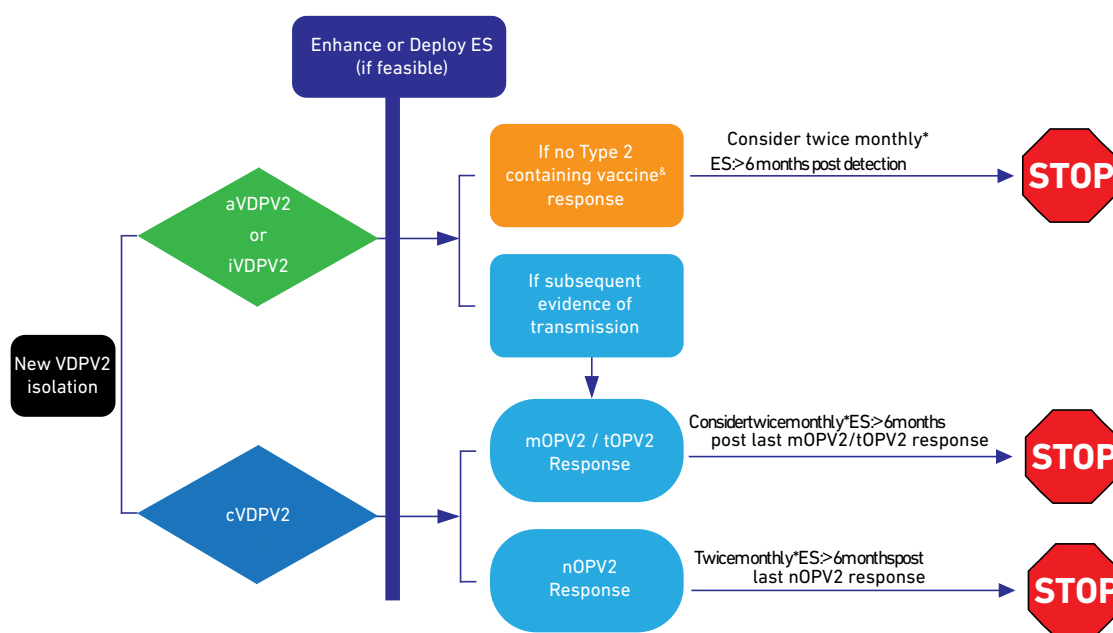 Enhance or Deploy ES
(if feasible)
If no Type 2
containing vaccine&
response
Consider twice monthly*
ES:>6 months post detection
STOP
aVDPV2
or
iVDPV2
If subsequent
evidence of
transmission
New VDPV2
isolation
mOPV2 / tOPV2
Response
Considertwicemonthly*ES:>6months
post last mOPV2/tOPV2 response
STOP
cVDPV2
nOPV2
Response
Twicemonthly*ES:>6monthspost
last nOPV2 response
STOP